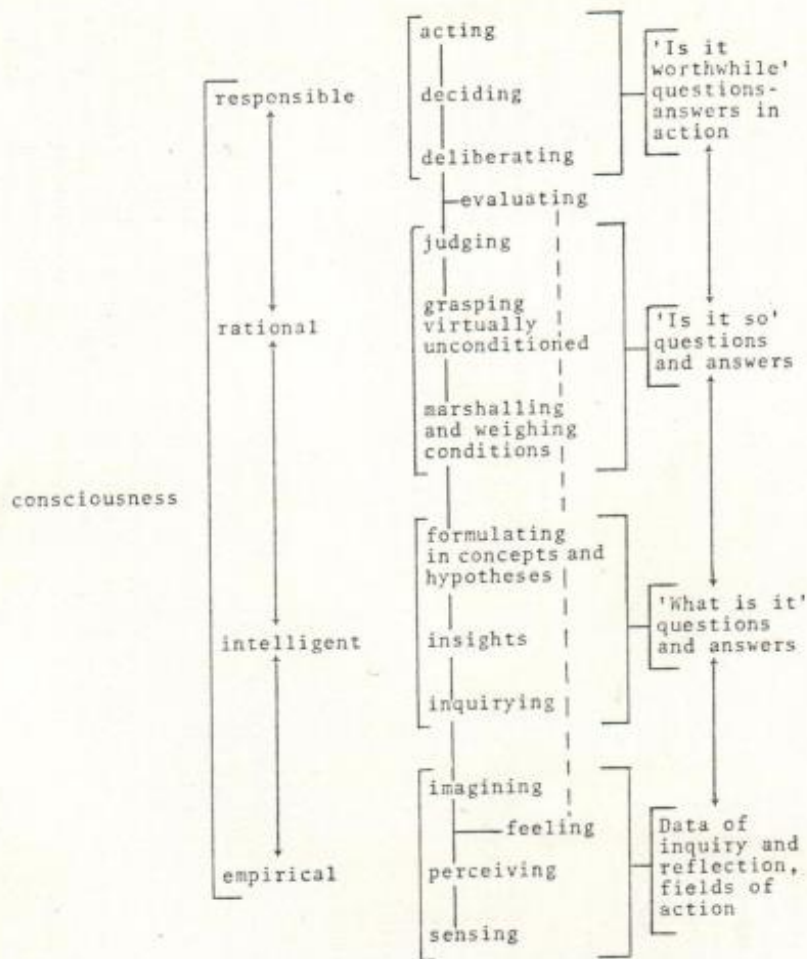 acting
'Is it
worthwhile'
questions-
answers in
action
responsible
deciding
deliberating
evaluating
judging
grasping
virtually
unconditioned
rational
'Is it so'
questions
and answers
marshalling
and weighing
conditions
consciousness
formulating
in concepts and
hypotheses
'What is it'
questions
and answers
intelligent
insights
inquirying
imagining
feeling
Data of
inquiry and
reflection,
fields of
action
empirical
perceiving
sensing